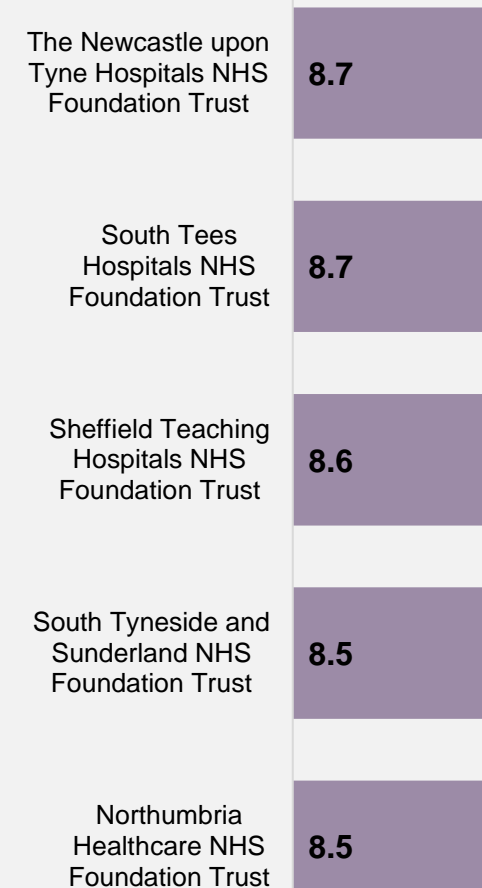 The Newcastle upon
Tyne Hospitals NHS
Foundation Trust
8.7
South Tees
Hospitals NHS
Foundation Trust
8.7
Sheffield Teaching
Hospitals NHS
Foundation Trust
8.6
South Tyneside and
Sunderland NHS
Foundation Trust
8.5
Northumbria
Healthcare NHS
Foundation Trust
8.5